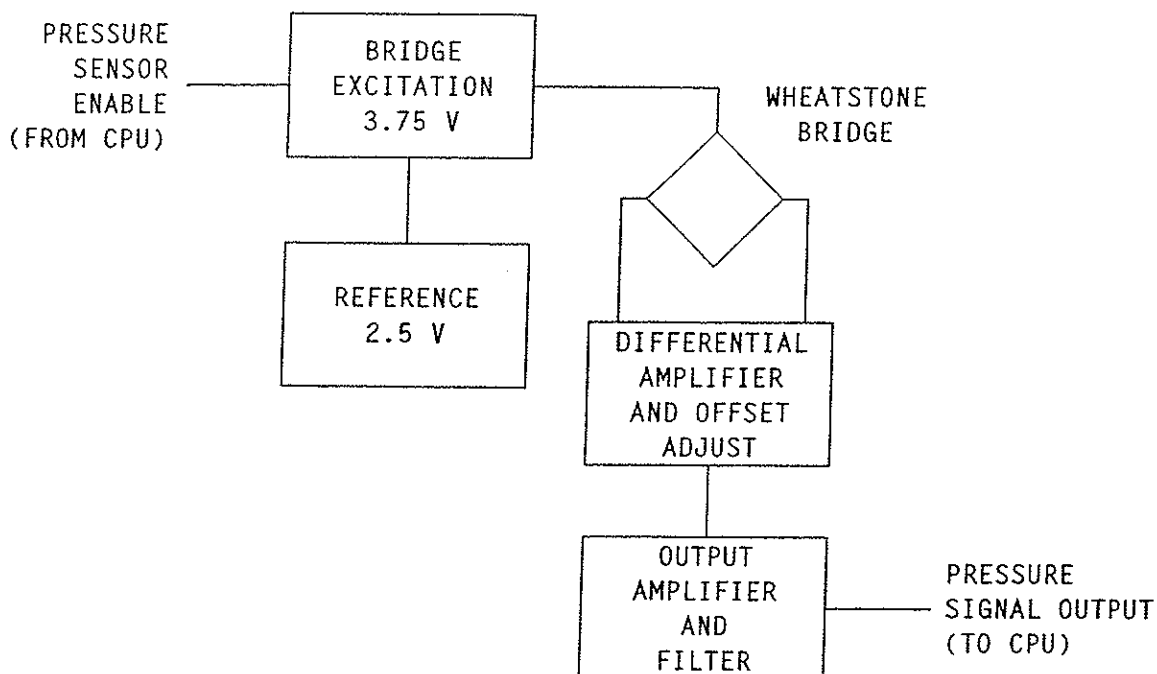 PRESSURE
SENSOR
ENABLE
(FROM CPU)
BRIDGE
EXCITATION
3.75 V
WHEATSTONE
BRIDGE
REFERENCE
2.5 V
DIFFERENTIAL
AMPLIFIER
AND OFFSET
ADJUST
OUTPUT
AMPLIFIER
AND
FILTER
PRESSURE
SIGNAL OUTPUT
(TO CPU)